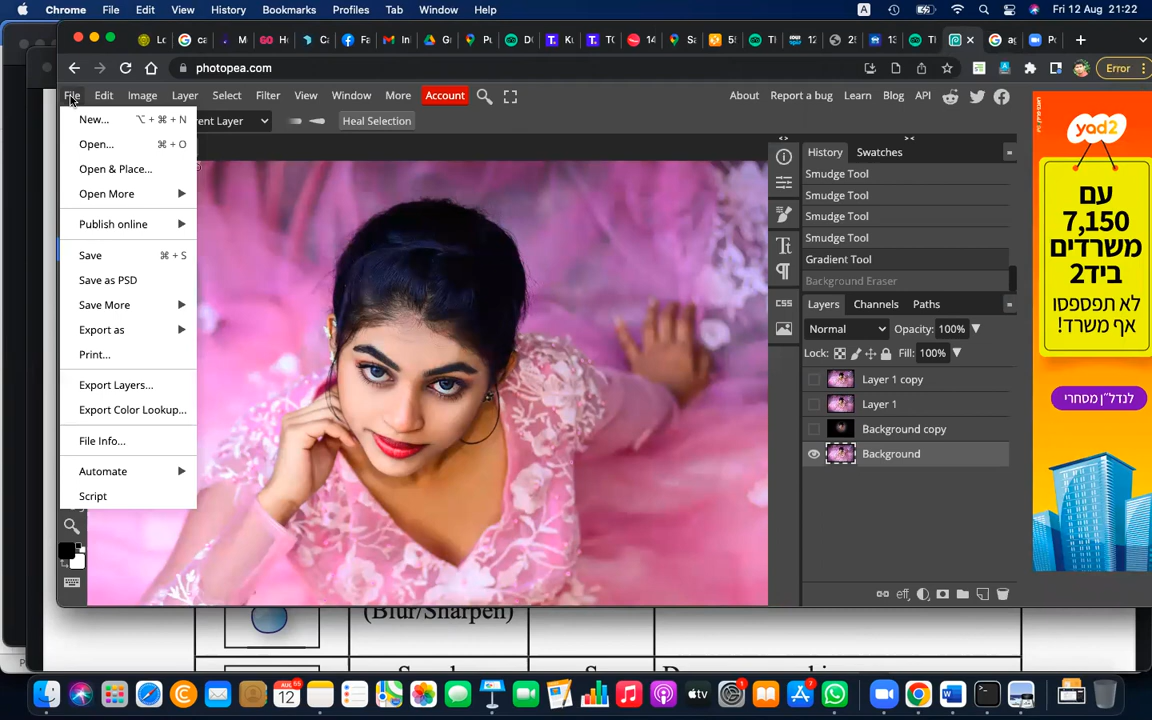 Chrome File Edit View History Bookmarks Profiles Tab Window Help A Fri 12 Aug 21:22
photopea.com Error
File Edit Image Layer Select Filter View Window More Account About Report a bug Learn Blog API
rent Layer Heal Selection
New... ⌥ + ⌘ + N
Open... ⌘ + O
Open & Place...
Open More
Publish online
Save ⌘ + S
Save as PSD
Save More
Export as
Print...
Export Layers...
Export Color Lookup...
File Info...
Automate
Script
History Swatches
Smudge Tool
Smudge Tool
Smudge Tool
Smudge Tool
Gradient Tool
Background Eraser
Layers Channels Paths
Normal Opacity: 100%
Lock: Fill: 100%
Layer 1 copy
Layer 1
Background copy
Background
CSS
eff
yad2
עם
7,150
משרדים
ביד2
לא תפספסו
אף משרד!
לנדל״ן מסחרי
(Blur/Sharpen)